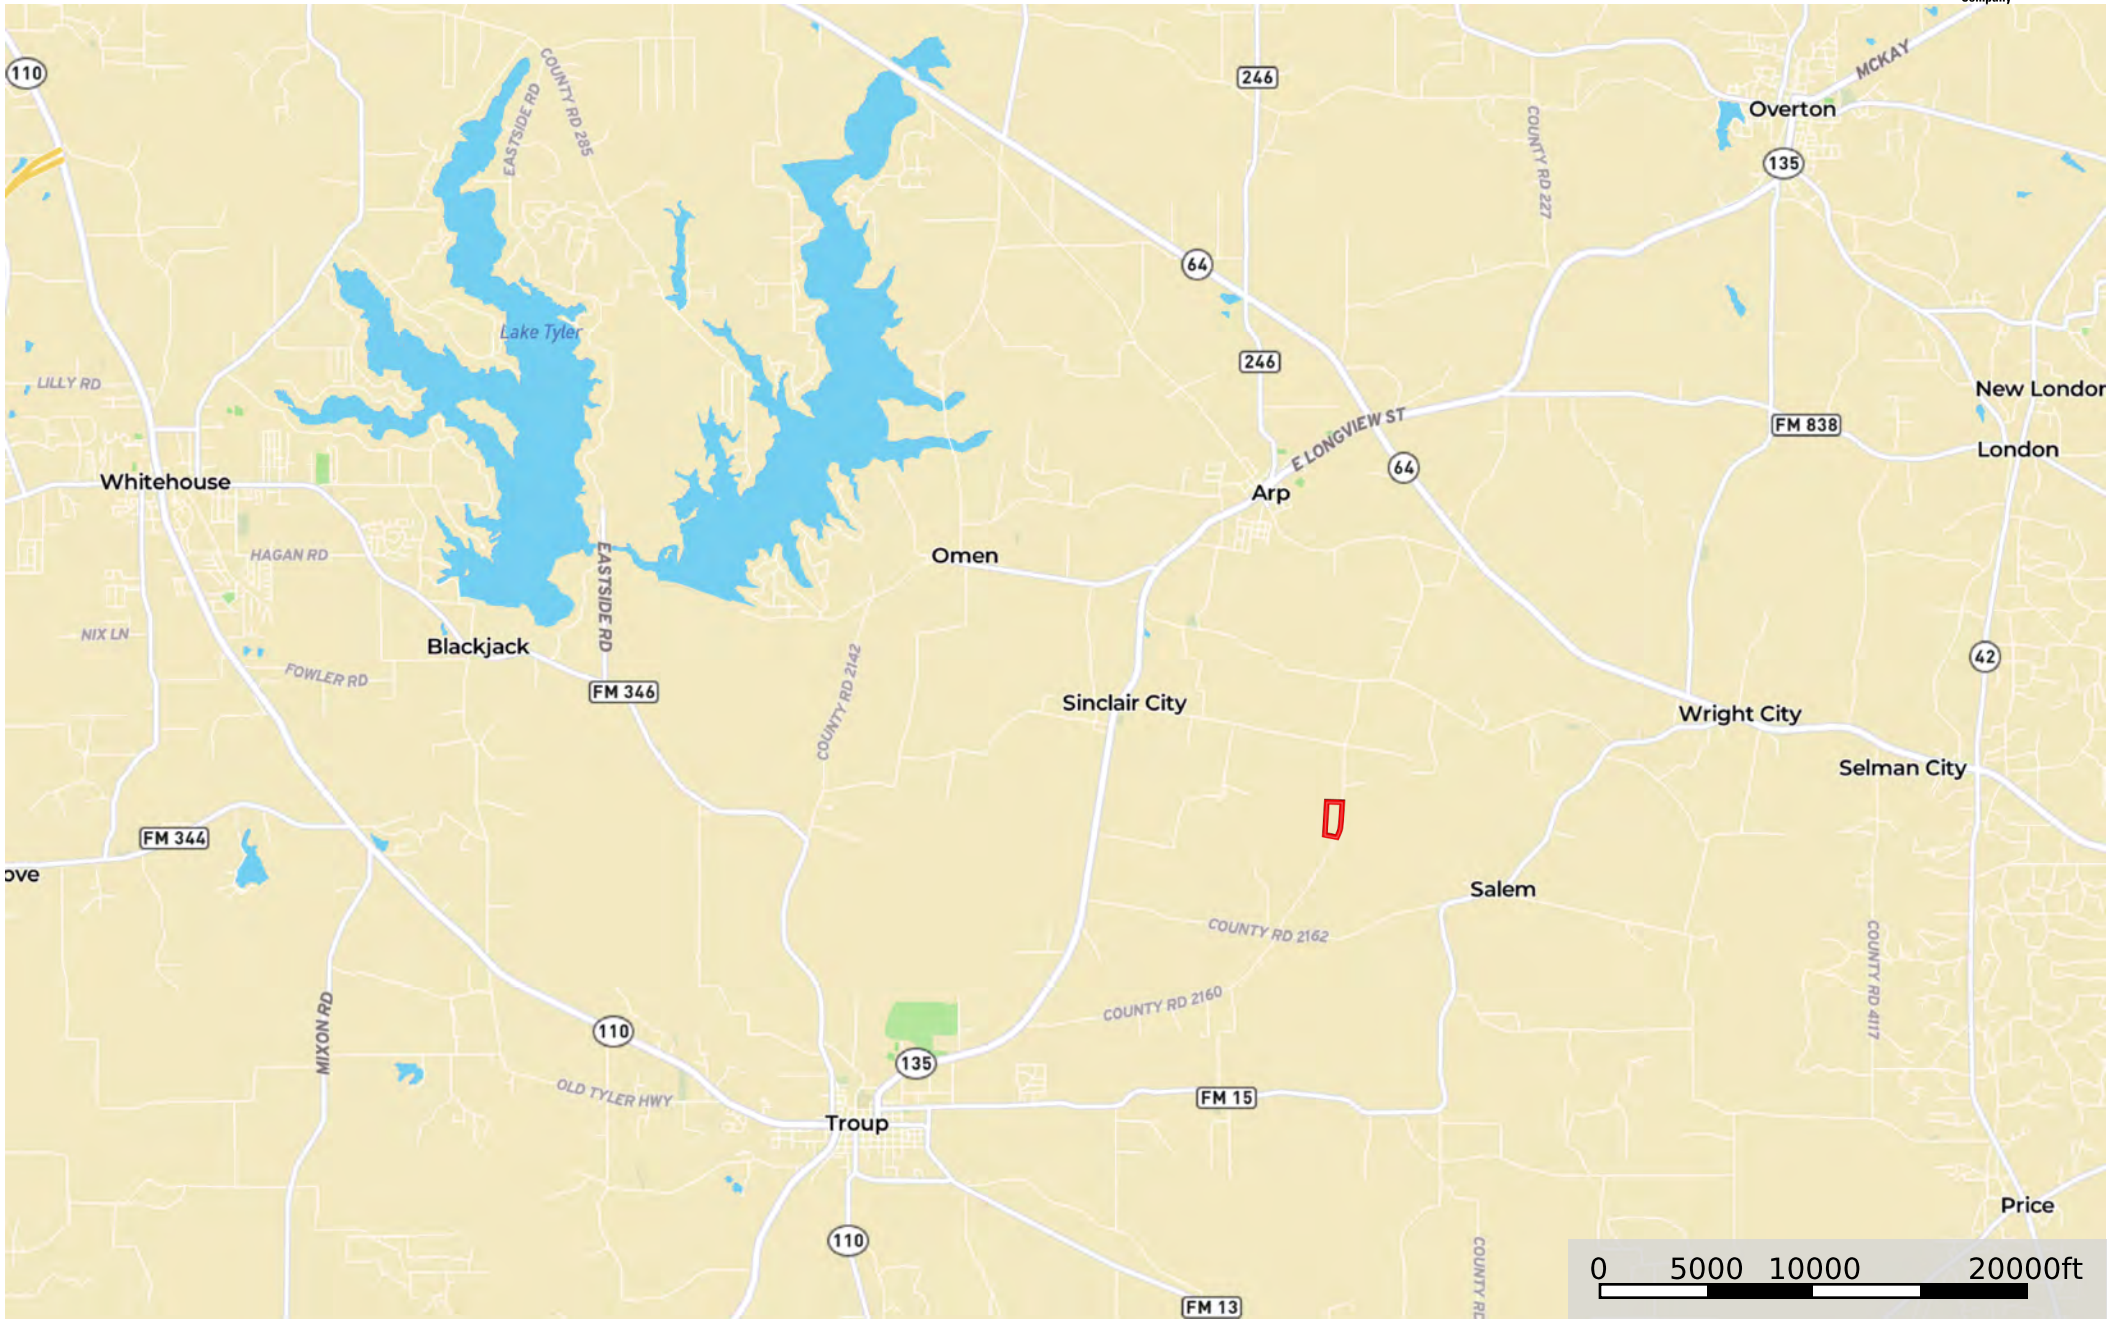 Company
110
246
COUNTY RD 285
EASTSIDE RD
MCKAY
Overton
COUNTY RD 227
135
64
Lake Tyler
246
LILLY RD
New London
E LONGVIEW ST
FM 838
London
64
Whitehouse
Arp
HAGAN RD
Omen
EASTSIDE RD
NIX LN
Blackjack
42
FOWLER RD
COUNTY RD 2142
FM 346
Sinclair City
Wright City
Selman City
FM 344
ove
Salem
COUNTY RD 2162
COUNTY RD 4117
COUNTY RD 2160
MIXON RD
110
135
OLD TYLER HWY
FM 15
Troup
Price
110
COUNTY RD
FM 13
0 5000 10000 20000ft